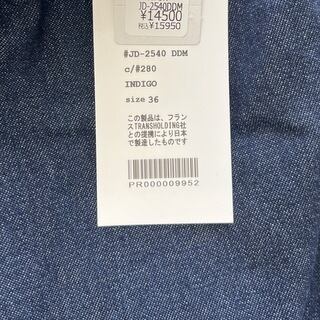 JD-2540DDM
¥14500
税込 ¥15950
#JD-2540 DDM
c/#280
INDIGO
size 36
この製品は、フラン
スTRANSHOLDING社
との提携により日本
で製造したものです
PR000009952